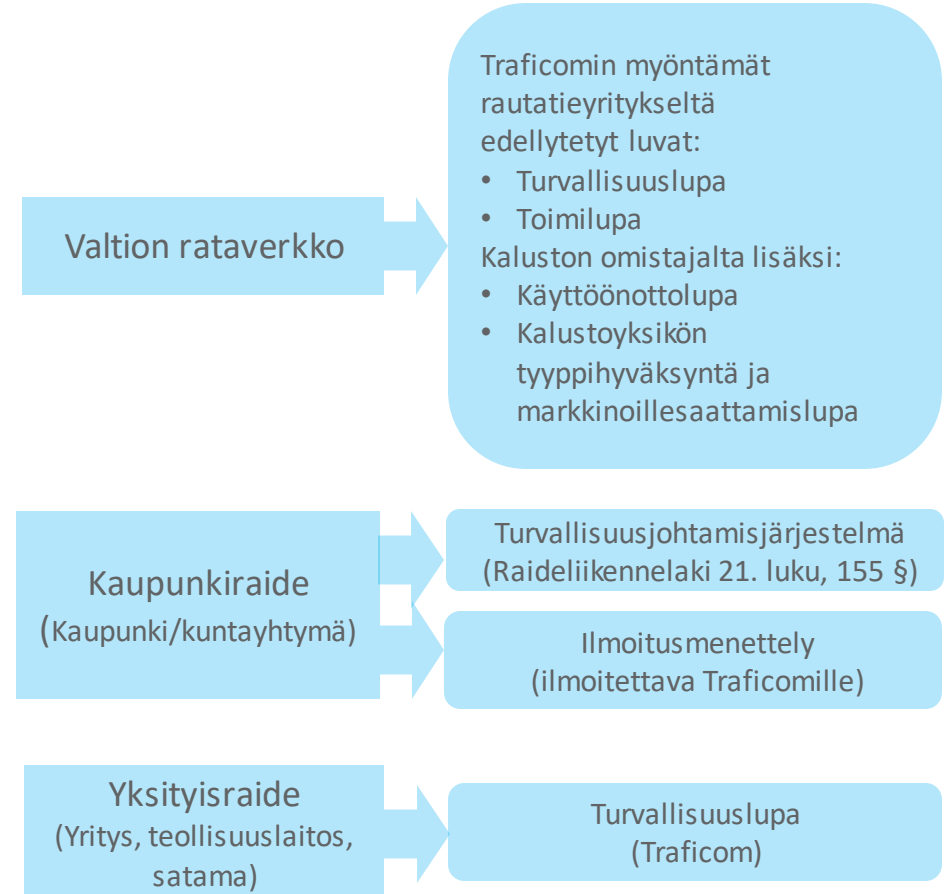 Valtion rataverkko
Traficomin myöntämät
rautatieyritykseltä
edellytetyt luvat:
• Turvallisuuslupa
• Toimilupa
Kaluston omistajalta lisäksi:
• Käyttöönottolupa
• Kalustoyksikön
tyyppihyväksyntä ja
markkinoillesaattamislupa
Kaupunkiraide
(Kaupunki/kuntayhtymä)
Turvallisuusjohtamisjärjestelmä
(Raideliikennelaki 21. luku, 155 §)
Ilmoitusmenettely
(ilmoitettava Traficomille)
Yksityisraide
(Yritys, teollisuuslaitos,
satama)
Turvallisuuslupa
(Traficom)